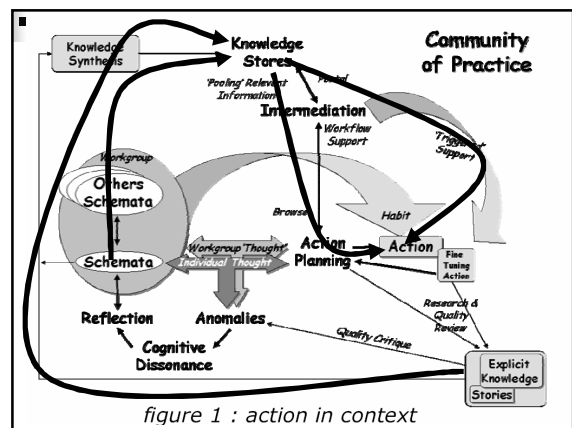 Knowledge
Synthesis
Knowledge
Stores
Community
of Practice
'Pooling' Relevant
Information
Portal
Intermediation
Workflow
Support
'Triggered'
Support
Workgroup
Others
Schemata
Browse
Habit
Workgroup 'Thought'
Action
Planning
Action
Schemata
Individual Thought
Fine
Tuning
Action
Reflection
Anomalies
Research &
Quality
Review
Quality Critique
Cognitive
Dissonance
Explicit
Knowledge
Stories
figure 1 : action in context